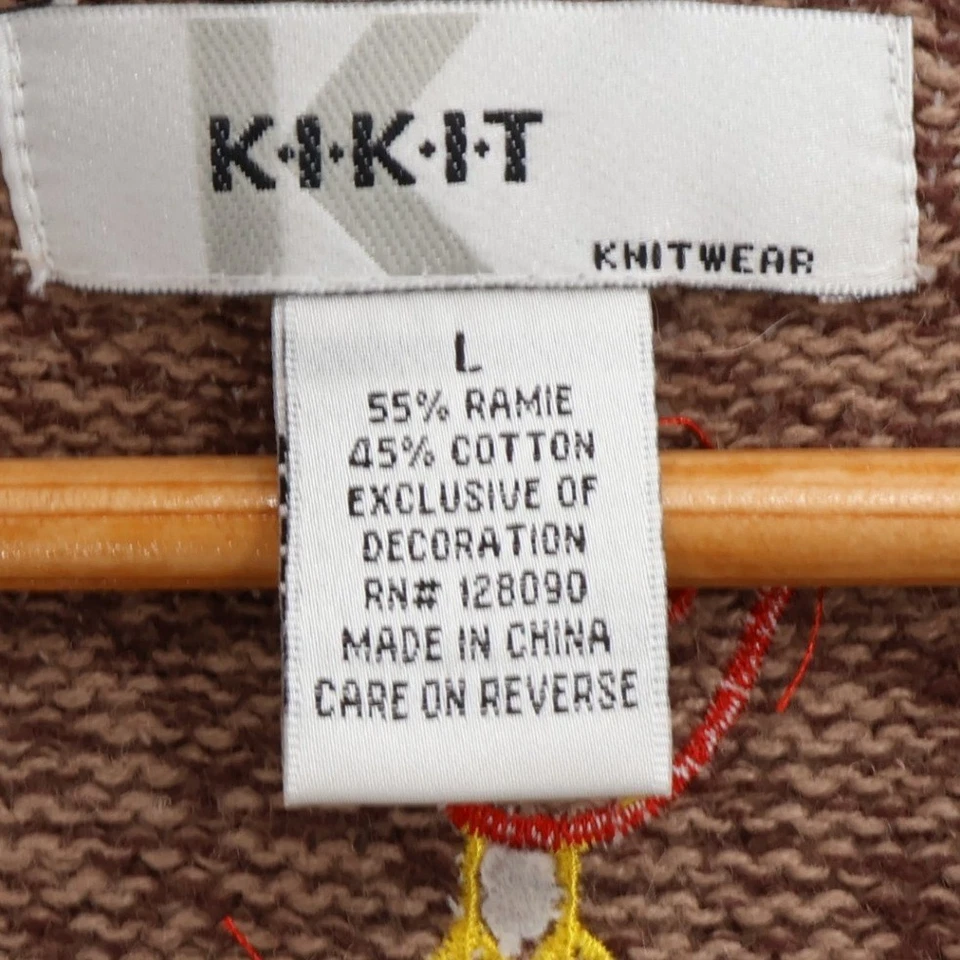 K·I·K·I·T
KNITWEAR
L
55% RAMIE
45% COTTON
EXCLUSIVE OF
DECORATION
RN# 128090
MADE IN CHINA
CARE ON REVERSE